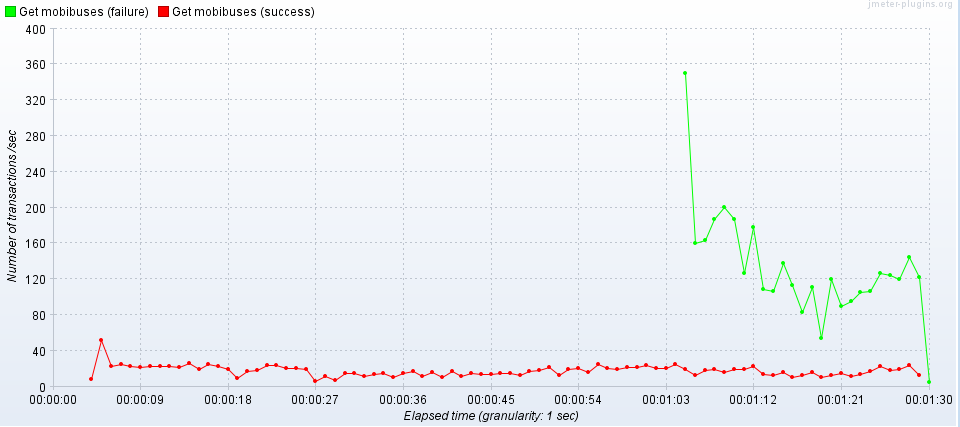 Get mobibuses (failure) Get mobibuses (success)
jmeter-plugins.org
400
360
320
280
240
200
160
120
80
40
0
Number of transactions /sec
00:00:00 00:00:09 00:00:18 00:00:27 00:00:36 00:00:45 00:00:54 00:01:03 00:01:12 00:01:21 00:01:30
Elapsed time (granularity: 1 sec)